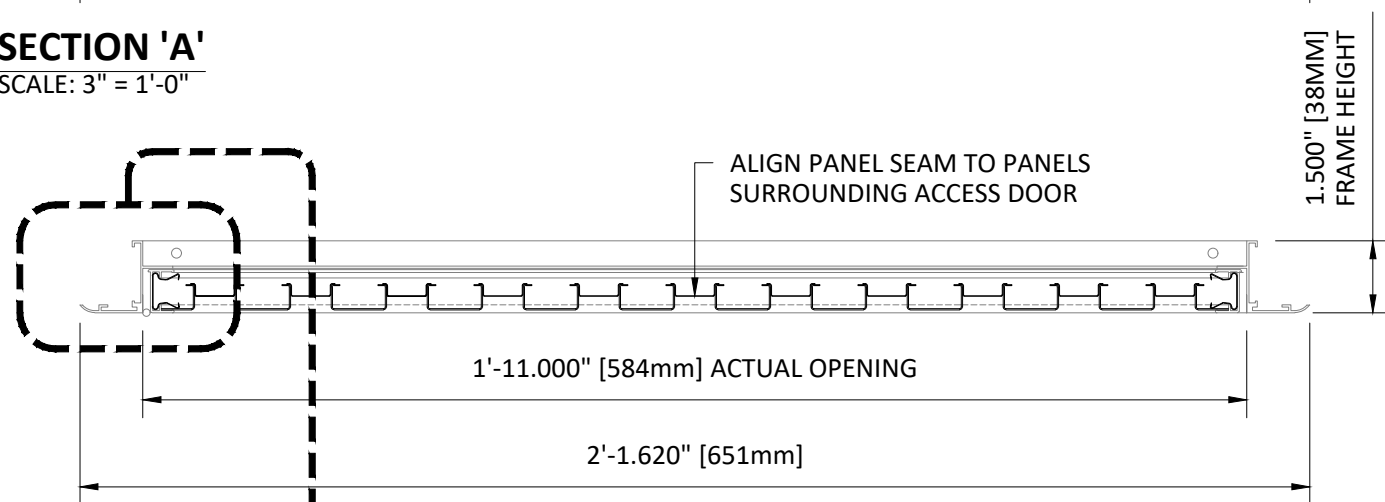 SECTION 'A'
SCALE: 3" = 1'-0"
1.500" [38MM]
FRAME HEIGHT
ALIGN PANEL SEAM TO PANELS
SURROUNDING ACCESS DOOR
1'-11.000" [584mm] ACTUAL OPENING
2'-1.620" [651mm]